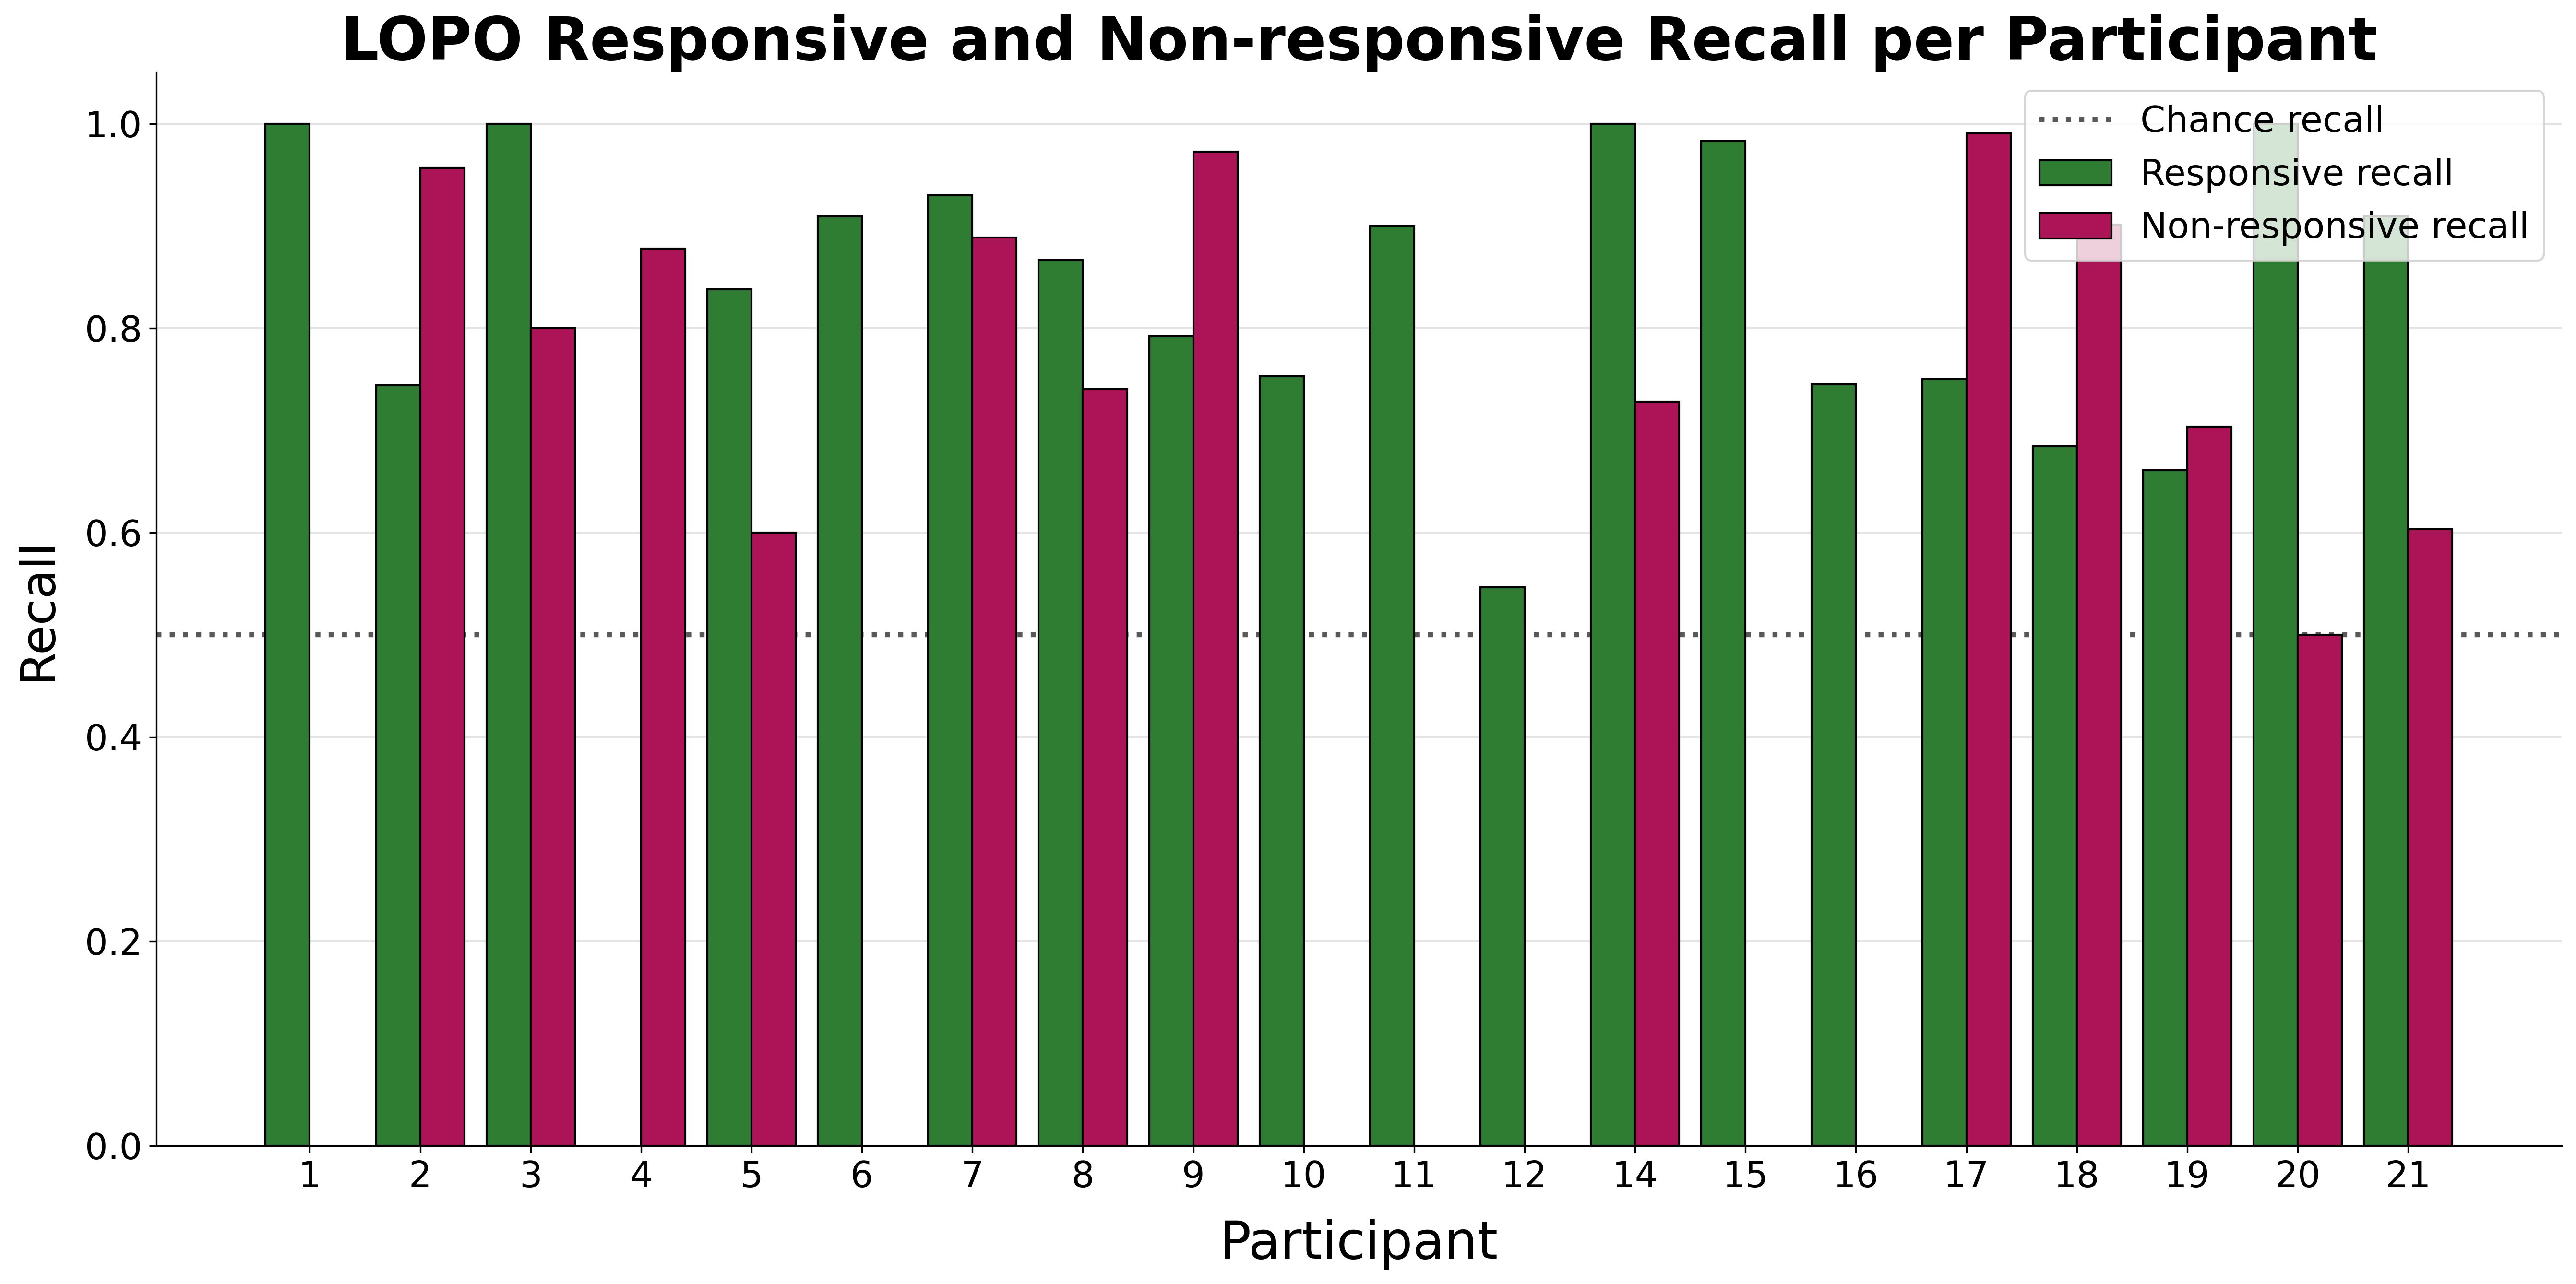 LOPO Responsive and Non-responsive Recall per Participant
Chance recall
Responsive recall
Non-responsive recall
1.0
0.8
0.6
0.4
0.2
0.0
Recall
1 2 3 4 5 6 7 8 9 10 11 12 14 15 16 17 18 19 20 21
Participant